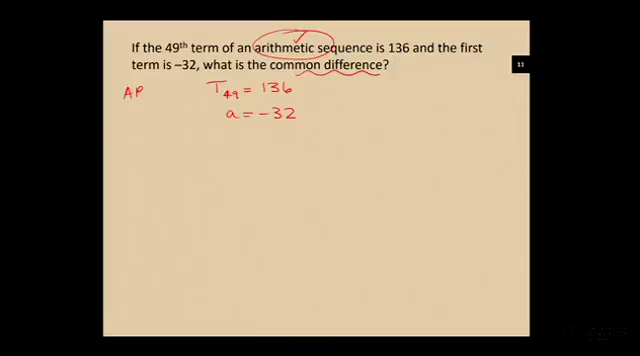 If the 49th term of an arithmetic sequence is 136 and the first
term is –32, what is the common difference?
11
AP
T49 = 136
a = -32